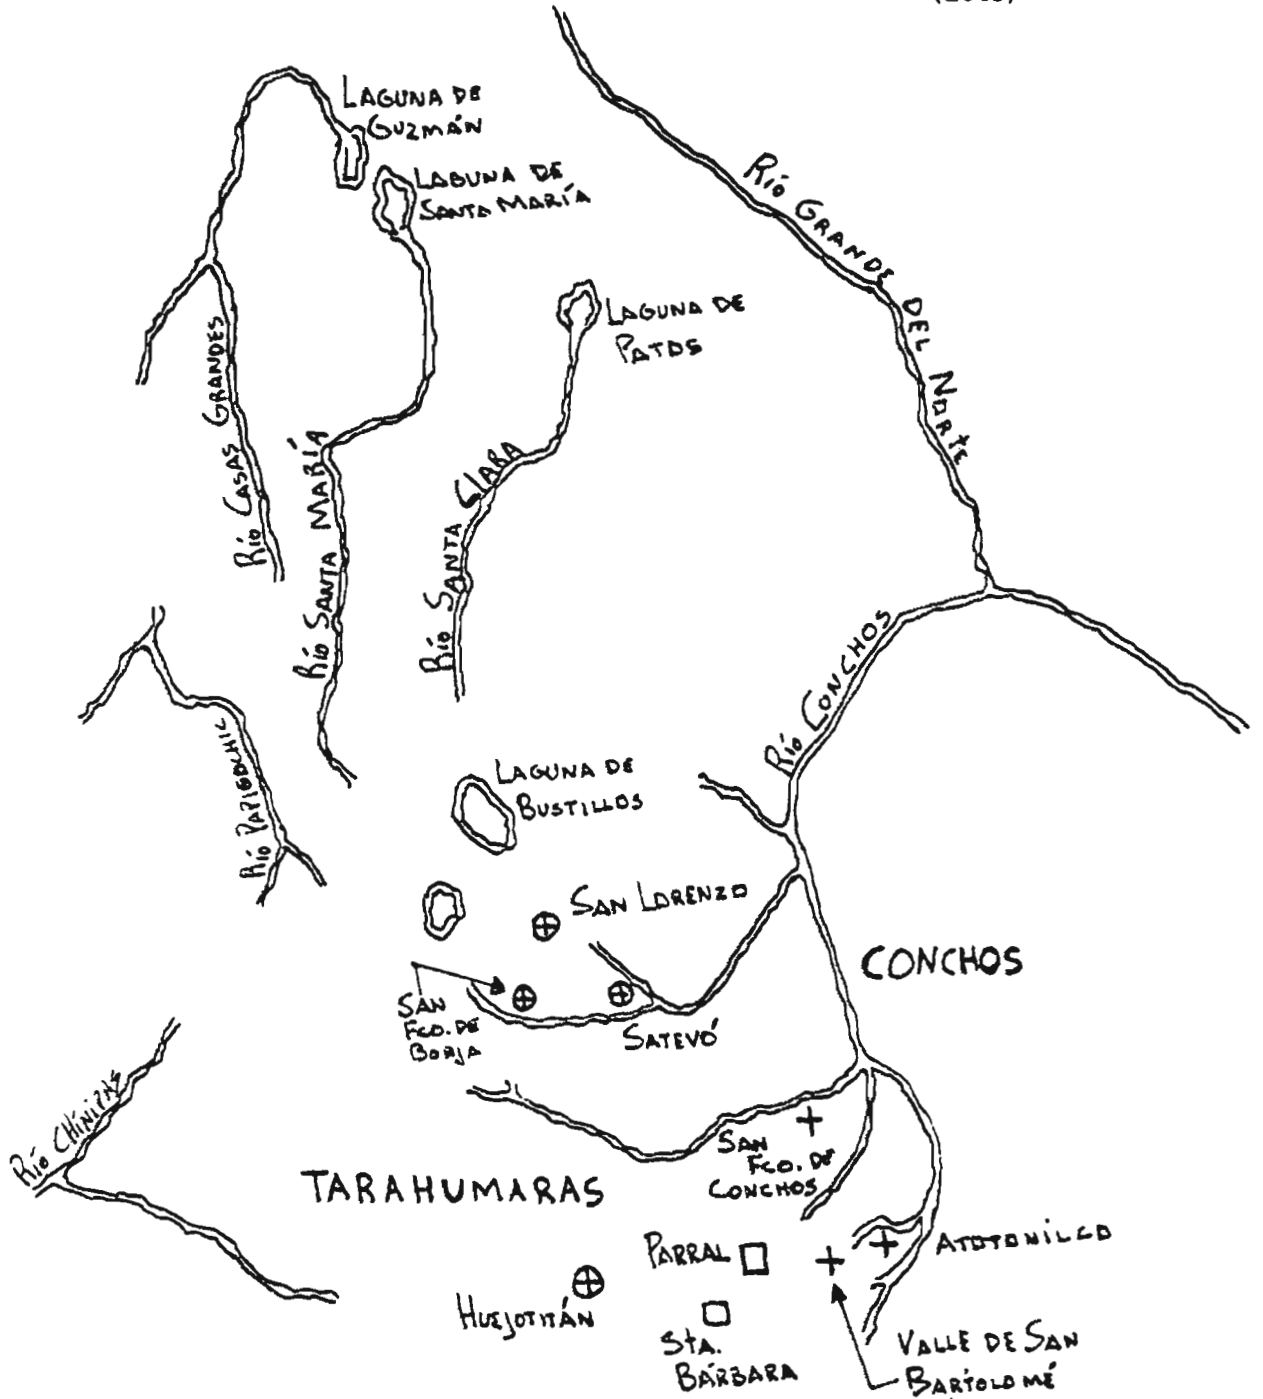 LAGUNA DE
GUZMÁN
LAGUNA DE
SANTA MARÍA
RÍO GRANDE DEL NORTE
LAGUNA DE
PATOS
RÍO CASAS GRANDES
RÍO SANTA MARÍA
RÍO SANTA CLARA
RÍO CONCHOS
RÍO PAPIGOCHIC
LAGUNA DE
BUSTILLOS
SAN LORENZO
CONCHOS
SAN
FCO. DE
BORJA
SATEVÓ
RÍO CHÍNIPAS
SAN
FCO. DE
CONCHOS
TARAHUMARAS
PARRAL
ATOTONILCO
HUEJOTITÁN
STA.
BÁRBARA
VALLE DE SAN
BARTOLOMÉ